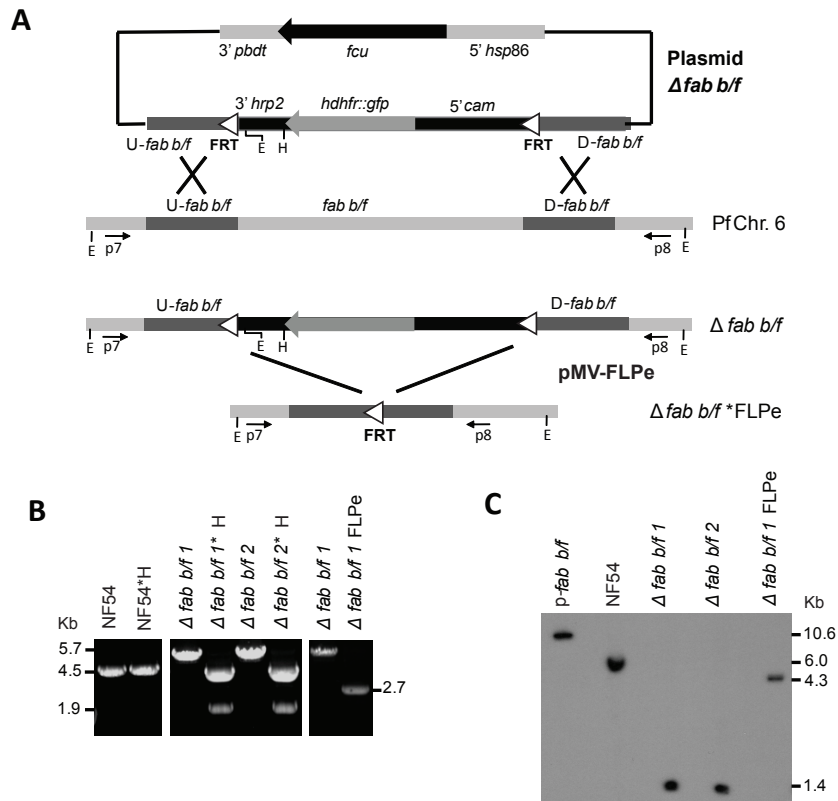 A
3' pbdt
fcu
5' hsp86
Plasmid
Δfab b/f
3' hrp2
hdhfr::gfp
5' cam
U-fab b/f
FRT
E
H
FRT
D-fab b/f
U-fab b/f
fab b/f
D-fab b/f
Pf Chr. 6
E
p7
p8
E
U-fab b/f
D-fab b/f
Δ fab b/f
E
p7
E
H
p8
E
pMV-FLPe
Δ fab b/f *FLPe
E
p7
FRT
p8
E
B
Kb
NF54
NF54*H
Δ fab b/f 1
Δ fab b/f 1* H
Δ fab b/f 2
Δ fab b/f 2* H
Δ fab b/f 1
Δ fab b/f 1 FLPe
5.7
4.5
1.9
2.7
C
p-fab b/f
NF54
Δ fab b/f 1
Δ fab b/f 2
Δ fab b/f 1 FLPe
Kb
10.6
6.0
4.3
1.4